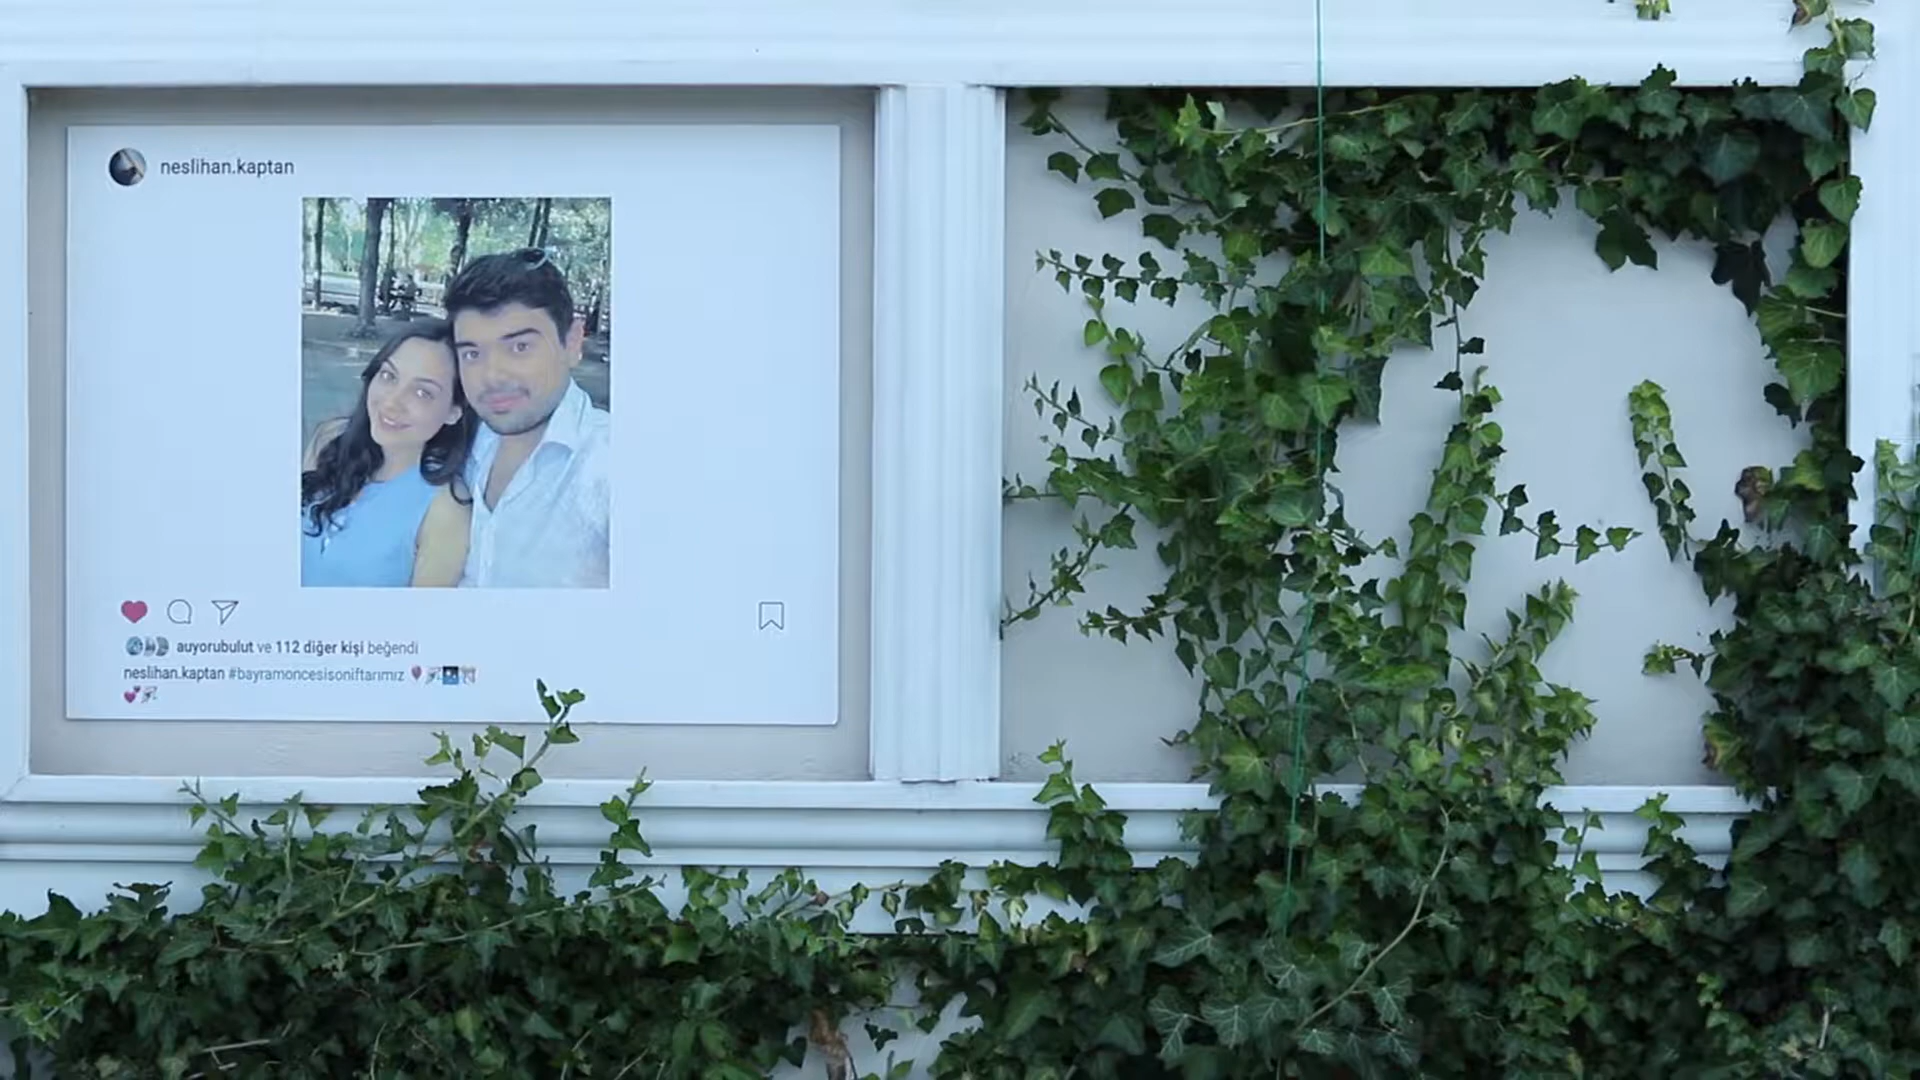 neslihan.kaptan
auyorubulut ve 112 diğer kişi beğendi
neslihan.kaptan #bayramoncesisoniftarımız